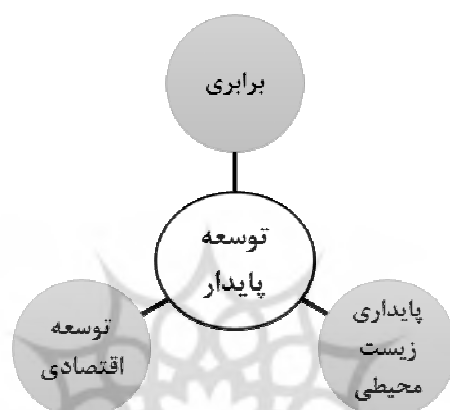 برابری
توسعه
پایدار
پایداری
زیست
محیطی
توسعه
اقتصادی